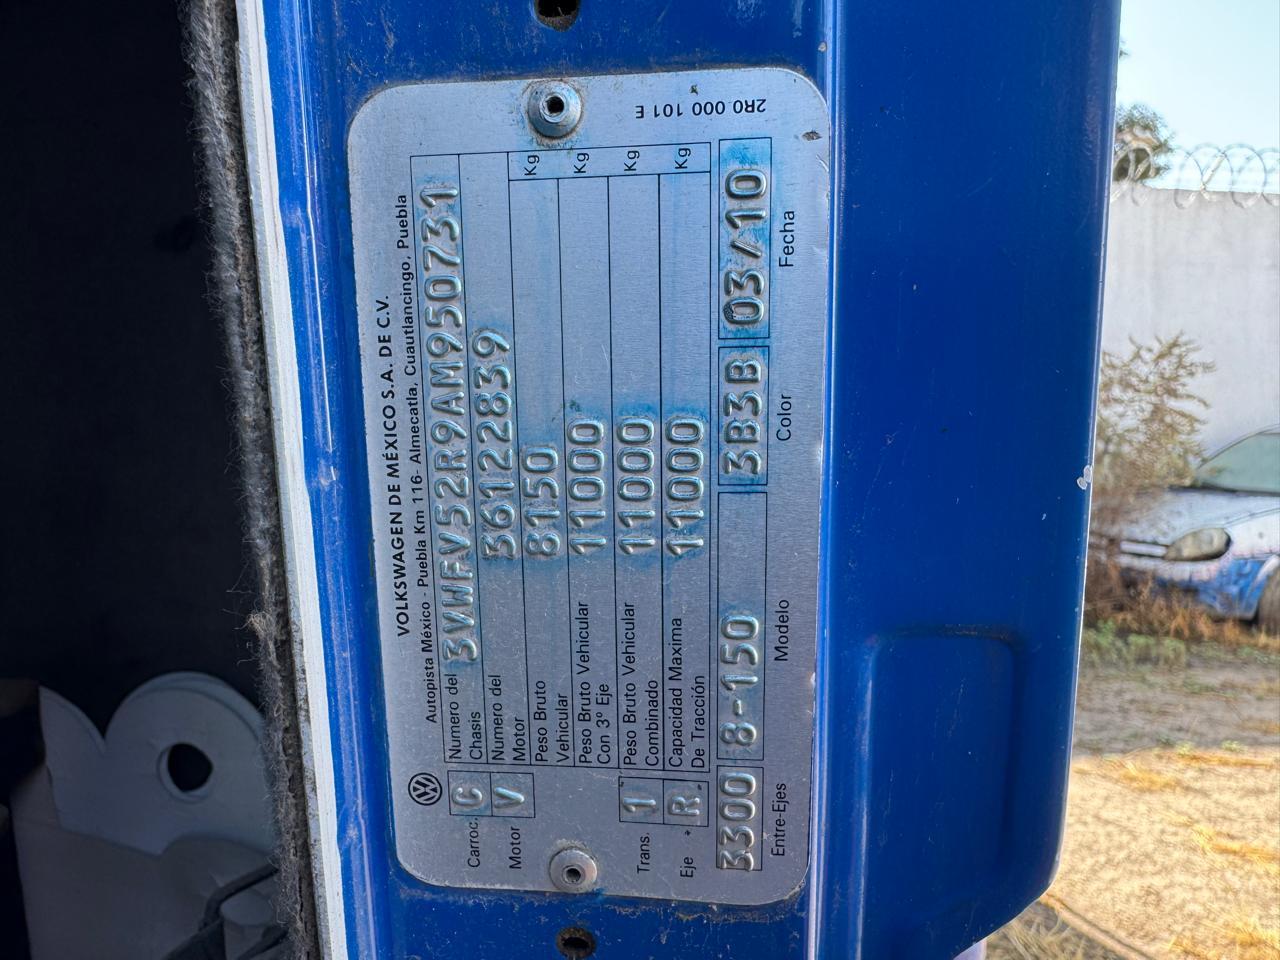 2R0 000 101 E
VOLKSWAGEN DE MÉXICO S.A. DE C.V.
Autopista México - Puebla Km 116- Almecatla, Cuautlancingo, Puebla
Carroc. C Numero del Chasis 3VWFV52R9AM950731
Motor V Numero del Motor 36122839
Peso Bruto Vehicular 8150 Kg
Peso Bruto Vehicular Con 3º Eje 11000 Kg
Trans. 1 Peso Bruto Vehicular Combinado 11000 Kg
Eje R Capacidad Maxima De Tracción 11000 Kg
3300 8-150 3B3B 03/10
Entre-Ejes Modelo Color Fecha